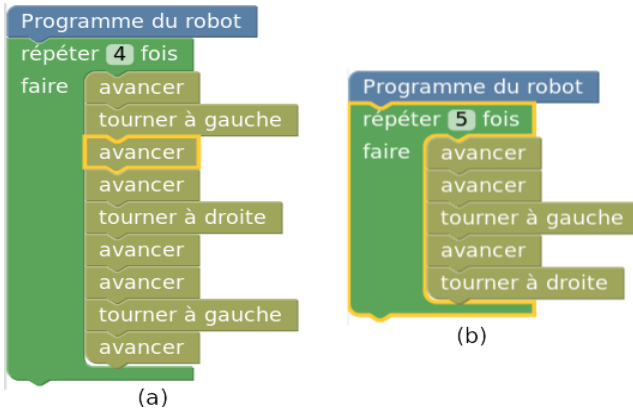 Programme du robot
répéter 4 fois
faire avancer
tourner à gauche
avancer
avancer
tourner à droite
avancer
avancer
tourner à gauche
avancer
(a)
Programme du robot
répéter 5 fois
faire avancer
avancer
tourner à gauche
avancer
tourner à droite
(b)